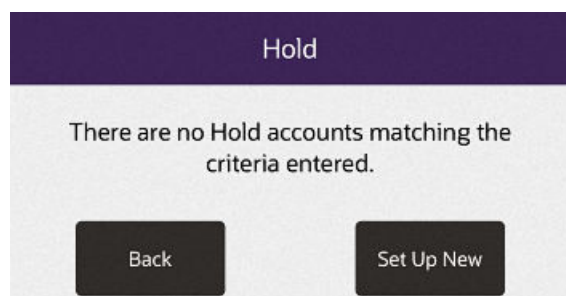 Hold
There are no Hold accounts matching the
criteria entered.
Back
Set Up New